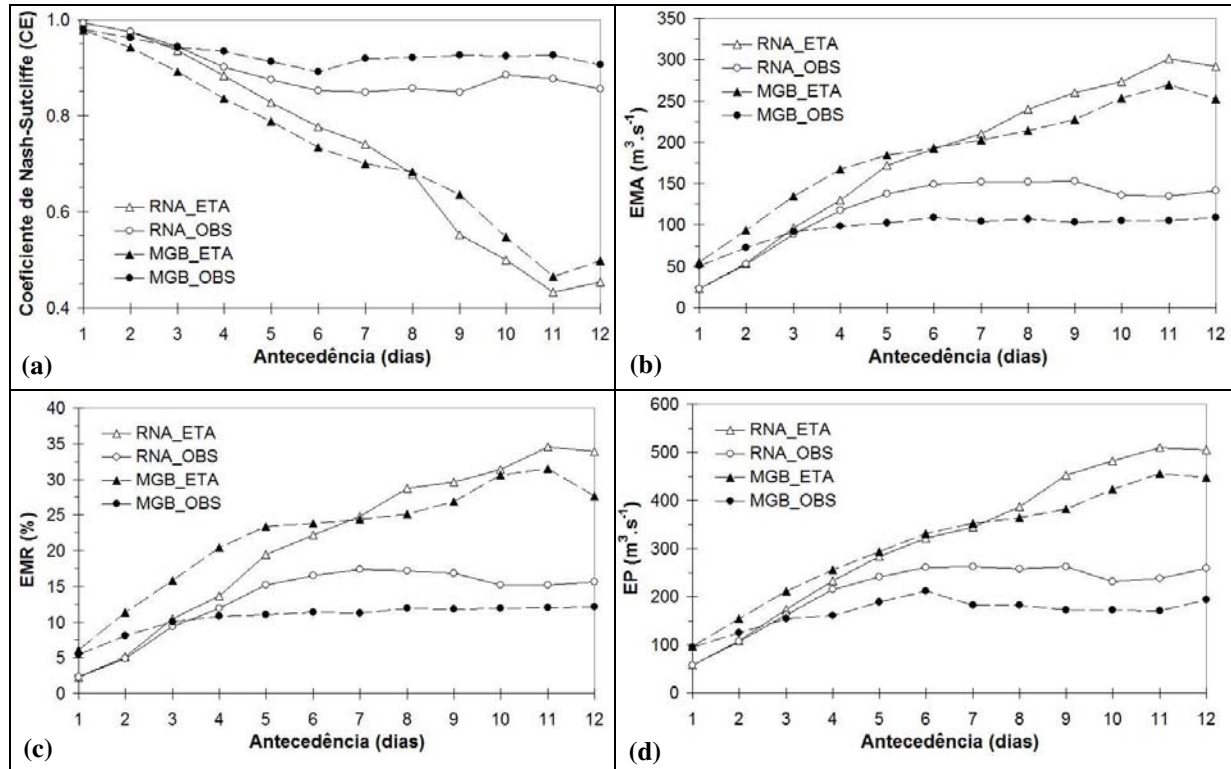 Coeficiente de Nash-Sutcliffe (CE)
1.0
0.8
0.6
0.4
RNA_ETA
RNA_OBS
MGB_ETA
MGB_OBS
1 2 3 4 5 6 7 8 9 10 11 12
Antecedência (dias)
(a)
EMA (m³.s⁻¹)
350
300
250
200
150
100
50
0
RNA_ETA
RNA_OBS
MGB_ETA
MGB_OBS
1 2 3 4 5 6 7 8 9 10 11 12
Antecedência (dias)
(b)
EMR (%)
40
35
30
25
20
15
10
5
0
RNA_ETA
RNA_OBS
MGB_ETA
MGB_OBS
1 2 3 4 5 6 7 8 9 10 11 12
Antecedência (dias)
(c)
EP (m³.s⁻¹)
600
500
400
300
200
100
0
RNA_ETA
RNA_OBS
MGB_ETA
MGB_OBS
1 2 3 4 5 6 7 8 9 10 11 12
Antecedência (dias)
(d)